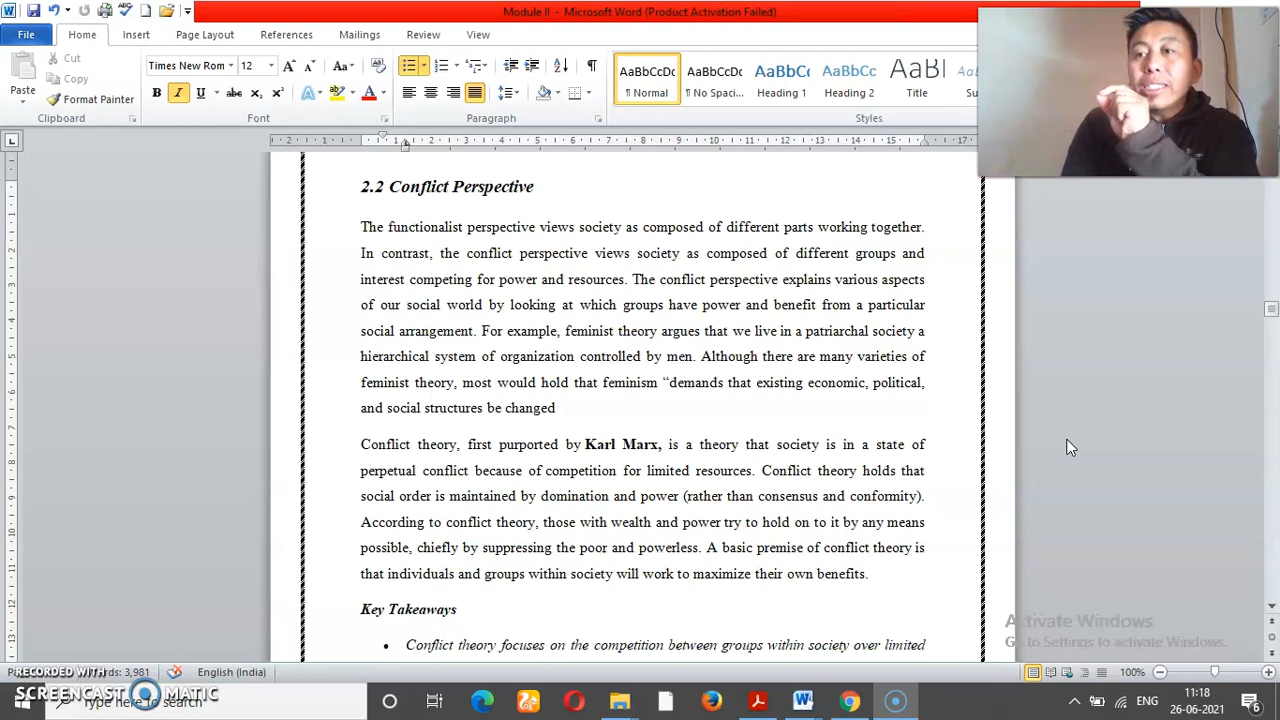 Module II - Microsoft Word (Product Activation Failed)
File Home Insert Page Layout References Mailings Review View
Cut
Copy
Paste
Format Painter
Times New Rom 12
AaBbCcDc AaBbCcDc AaBbCc AaBbCc
Normal No Spaci... Heading 1 Heading 2 Title
Clipboard Font Paragraph Styles
2.2 Conflict Perspective
The functionalist perspective views society as composed of different parts working together.
In contrast, the conflict perspective views society as composed of different groups and
interest competing for power and resources. The conflict perspective explains various aspects
of our social world by looking at which groups have power and benefit from a particular
social arrangement. For example, feminist theory argues that we live in a patriarchal society a
hierarchical system of organization controlled by men. Although there are many varieties of
feminist theory, most would hold that feminism “demands that existing economic, political,
and social structures be changed
Conflict theory, first purported by Karl Marx, is a theory that society is in a state of
perpetual conflict because of competition for limited resources. Conflict theory holds that
social order is maintained by domination and power (rather than consensus and conformity).
According to conflict theory, those with wealth and power try to hold on to it by any means
possible, chiefly by suppressing the poor and powerless. A basic premise of conflict theory is
that individuals and groups within society will work to maximize their own benefits.
Key Takeaways
• Conflict theory focuses on the competition between groups within society over limited
Activate Windows
Go to Settings to activate Windows.
3,981 English (India) 100%
RECORDED WITH
SCREENCAST MATIC
Type here to search
ENG
11:18
26-06-2021
6